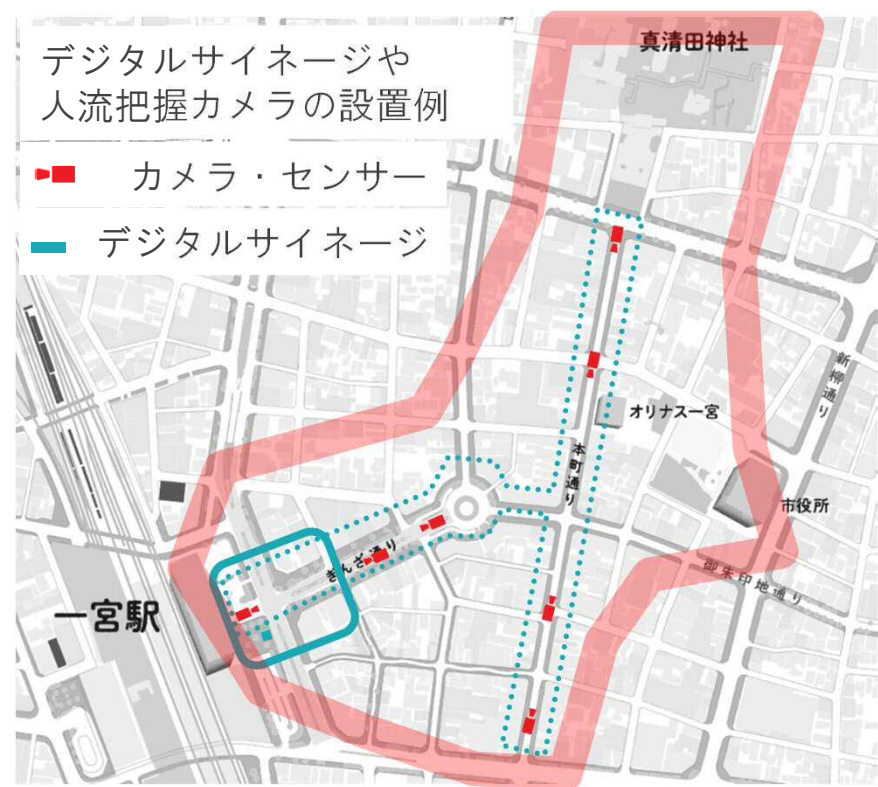 デジタルサイネージや
人流把握カメラの設置例
カメラ・センサー
デジタルサイネージ
真清田神社
新柳通り
オリナス一宮
本町通り
市役所
ぎんざ通り
御朱印地通り
一宮駅